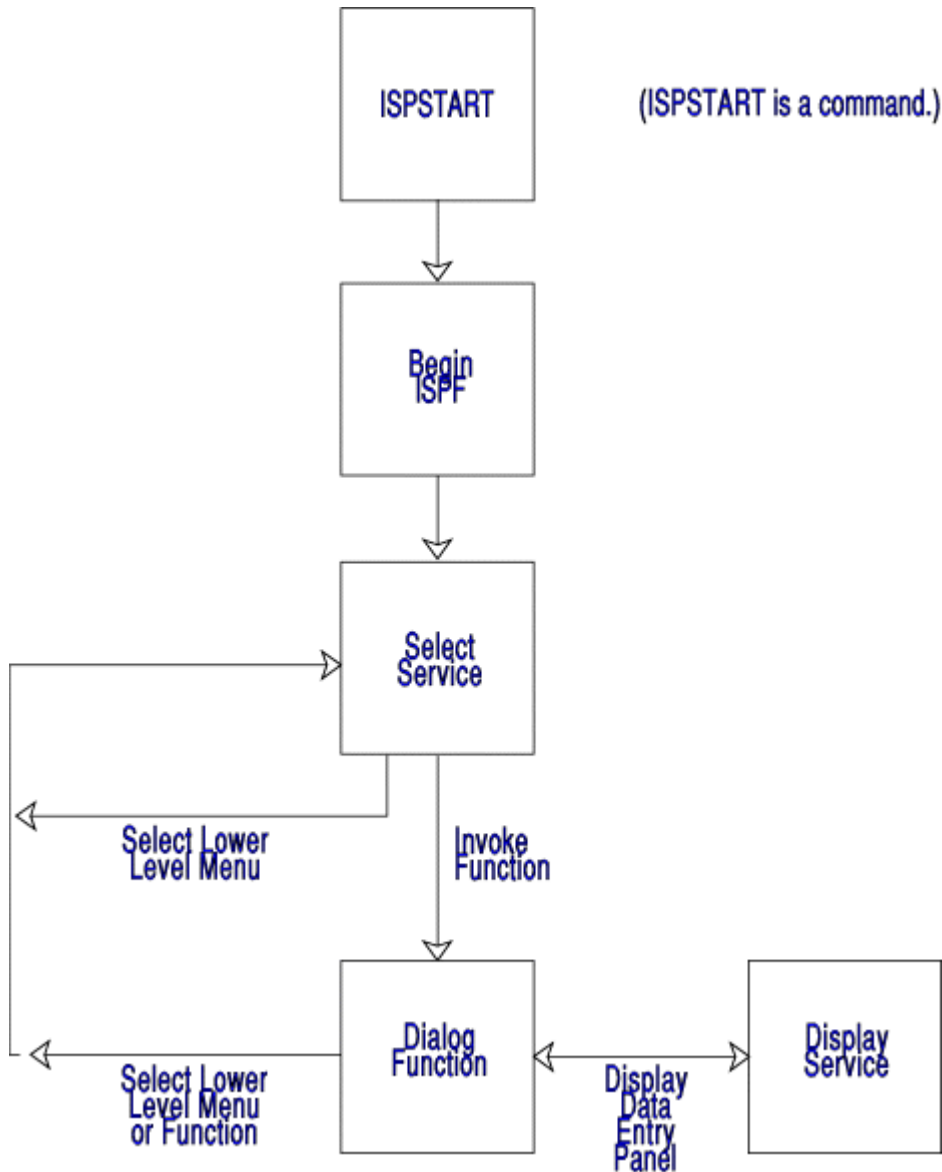 ISPSTART
(ISPSTART is a command.)
Begin
ISPF
Select
Service
Select Lower
Level Menu
Invoke
Function
Dialog
Function
Display
Service
Select Lower
Level Menu
or Function
Display
Data
Entry
Panel